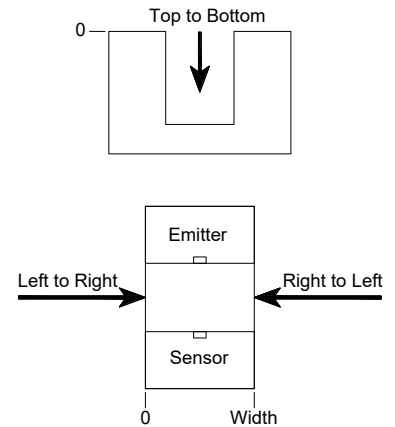 Top to Bottom
0
Emitter
Left to Right
Right to Left
Sensor
0
Width